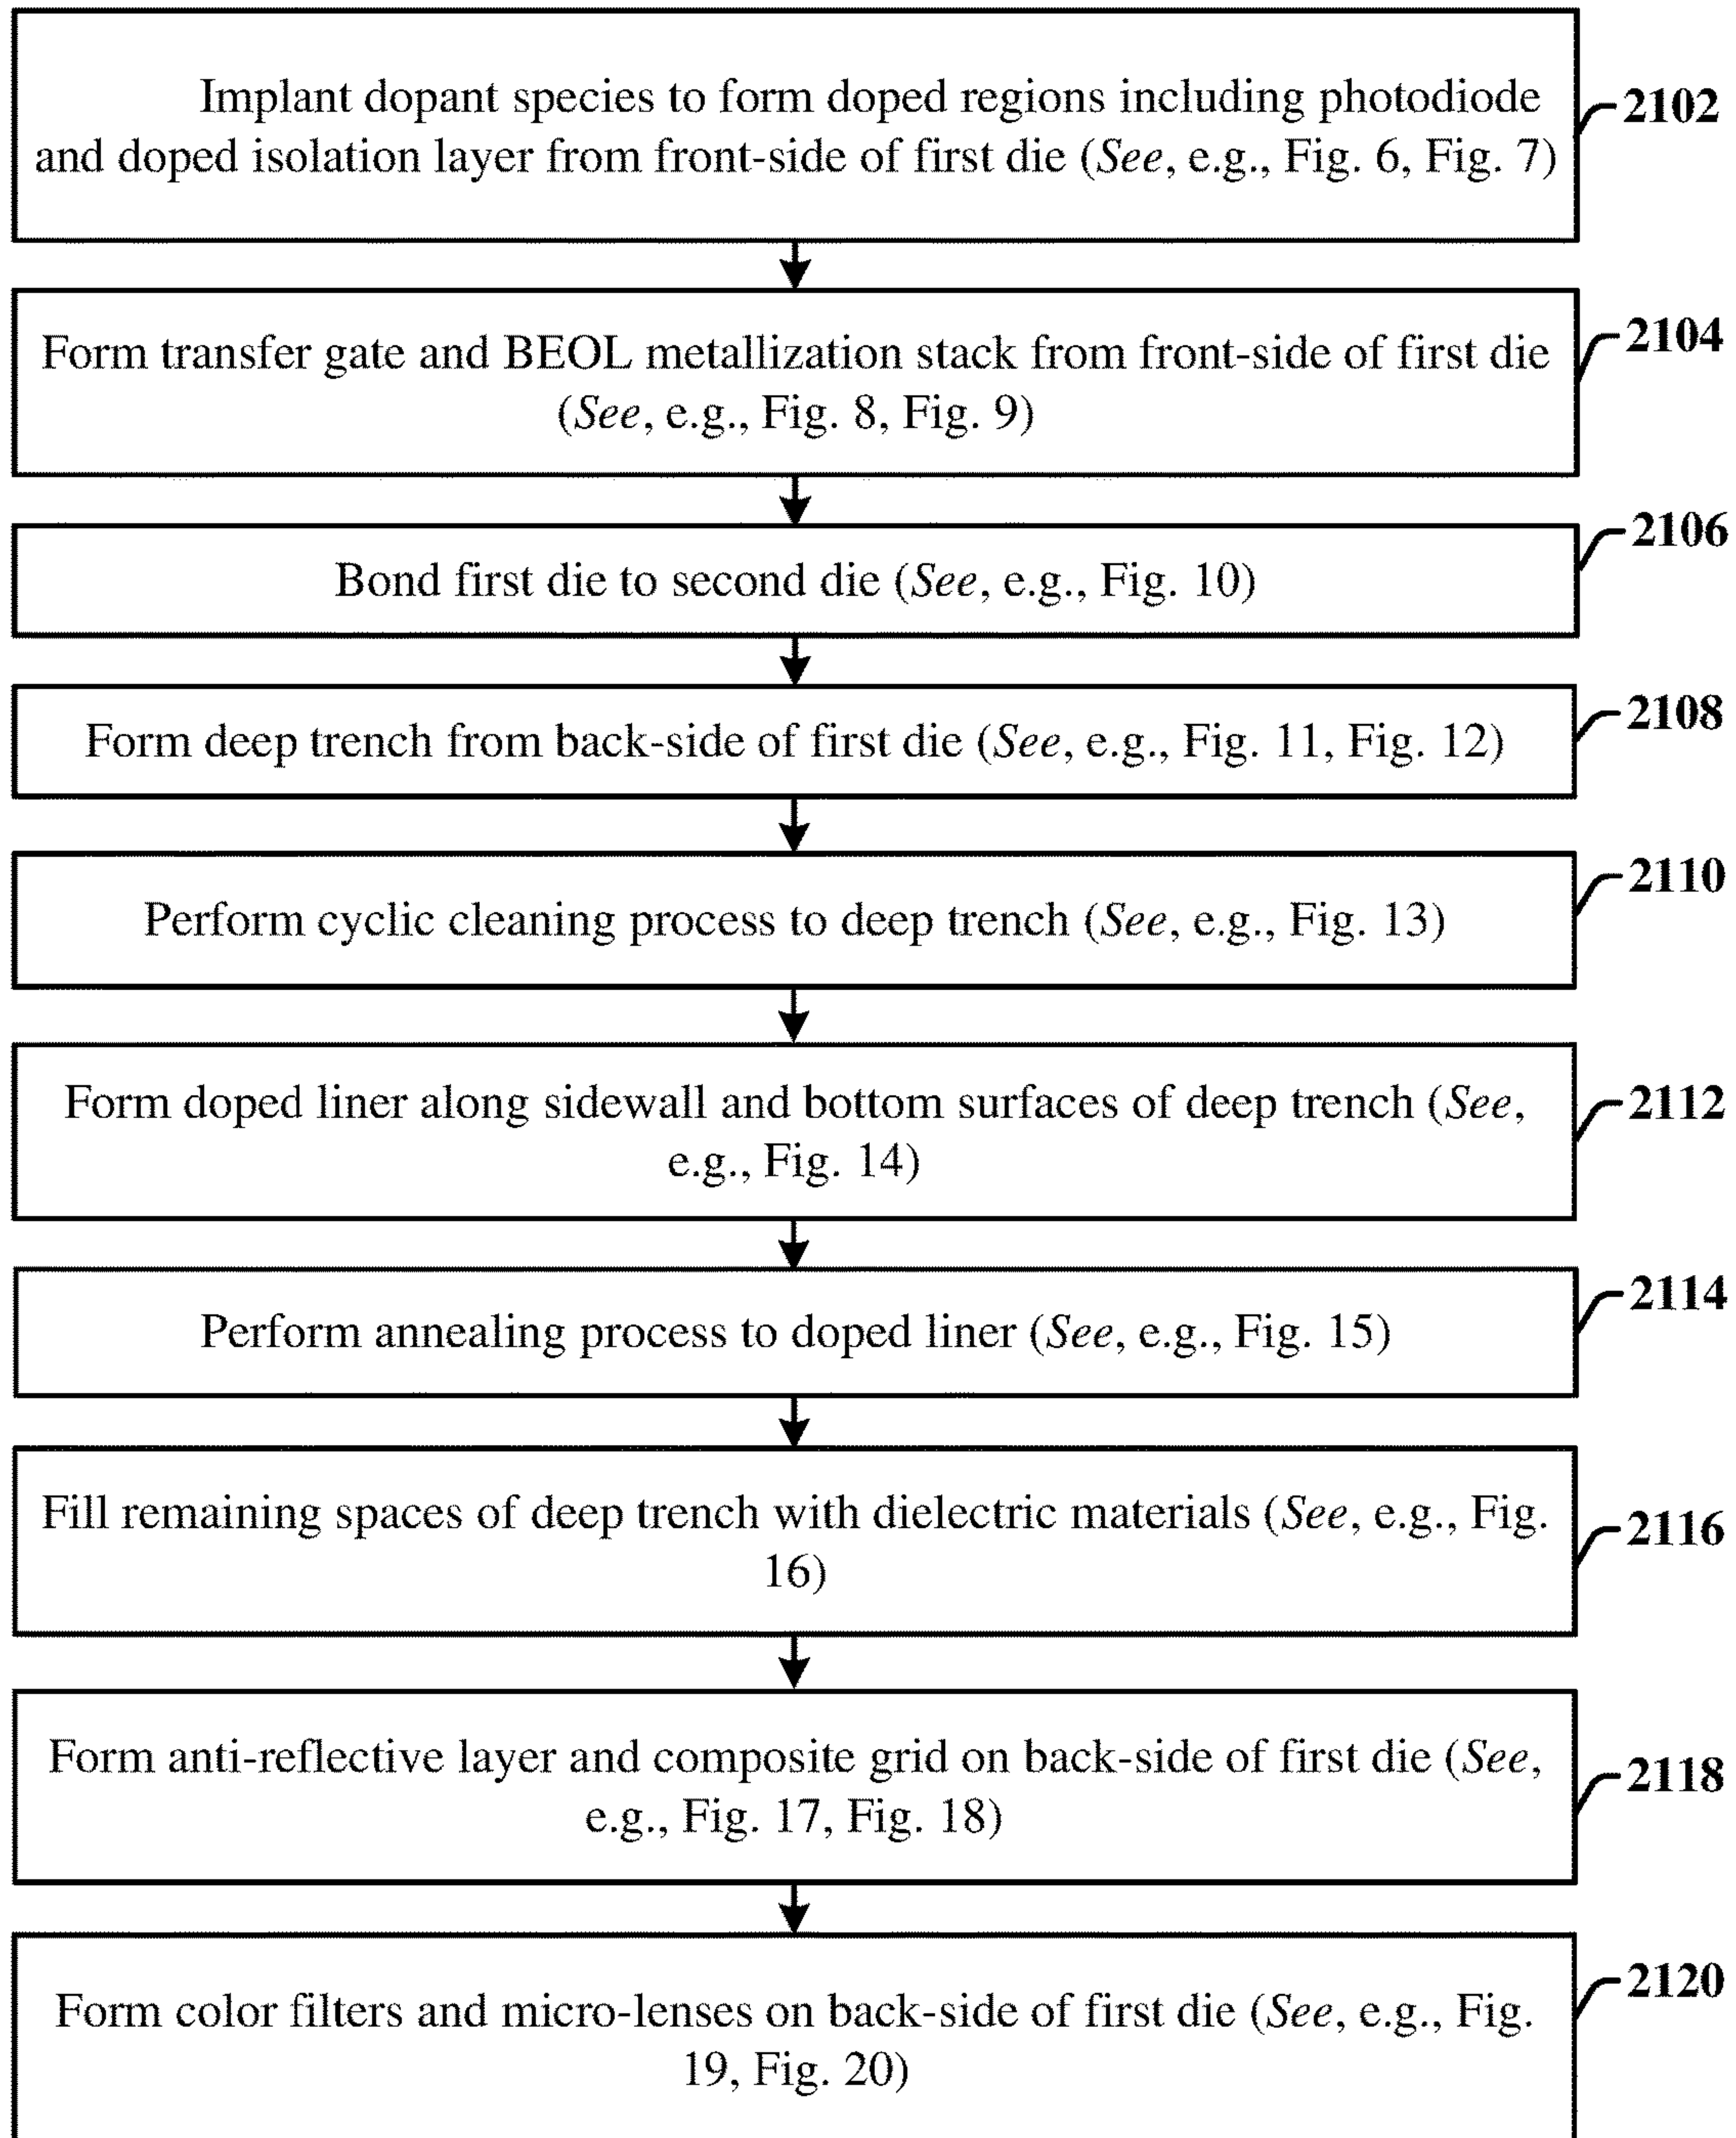 Implant dopant species to form doped regions including photodiode
and doped isolation layer from front-side of first die (See, e.g., Fig. 6, Fig. 7)
2102
Form transfer gate and BEOL metallization stack from front-side of first die
(See, e.g., Fig. 8, Fig. 9)
2104
Bond first die to second die (See, e.g., Fig. 10)
2106
Form deep trench from back-side of first die (See, e.g., Fig. 11, Fig. 12)
2108
Perform cyclic cleaning process to deep trench (See, e.g., Fig. 13)
2110
Form doped liner along sidewall and bottom surfaces of deep trench (See,
e.g., Fig. 14)
2112
Perform annealing process to doped liner (See, e.g., Fig. 15)
2114
Fill remaining spaces of deep trench with dielectric materials (See, e.g., Fig.
16)
2116
Form anti-reflective layer and composite grid on back-side of first die (See,
e.g., Fig. 17, Fig. 18)
2118
Form color filters and micro-lenses on back-side of first die (See, e.g., Fig.
19, Fig. 20)
2120